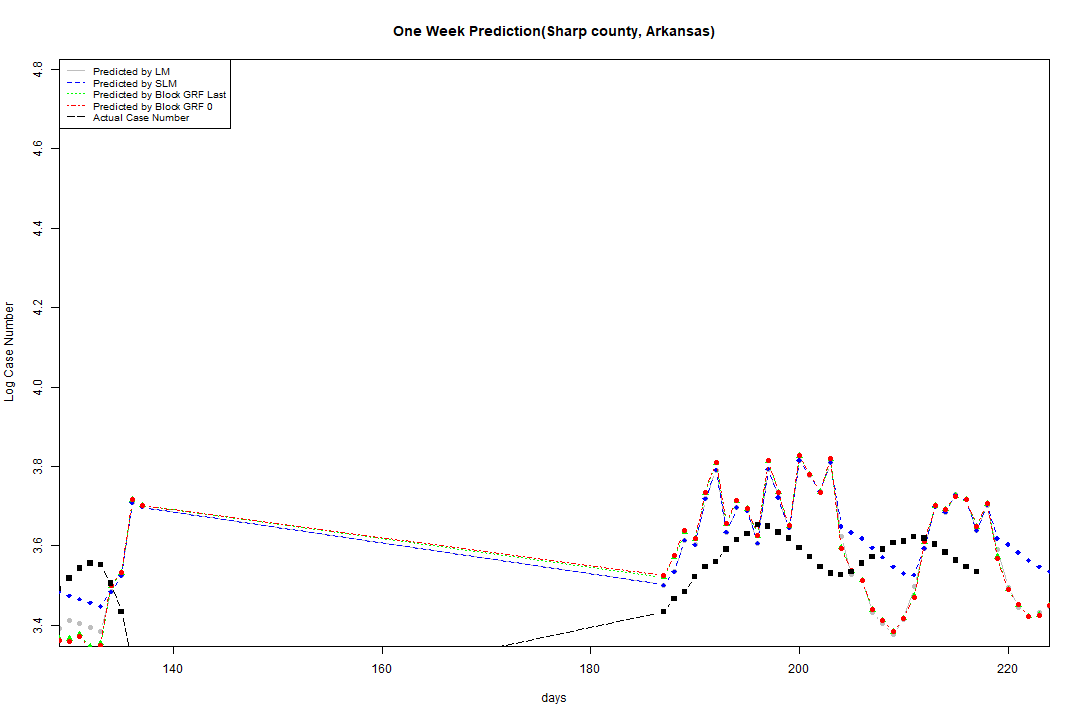 One Week Prediction(Sharp county, Arkansas)
Predicted by LM
Predicted by SLM
Predicted by Block GRF Last
Predicted by Block GRF 0
Actual Case Number
Log Case Number
4.8
4.6
4.4
4.2
4.0
3.8
3.6
3.4
140 160 180 200 220
days